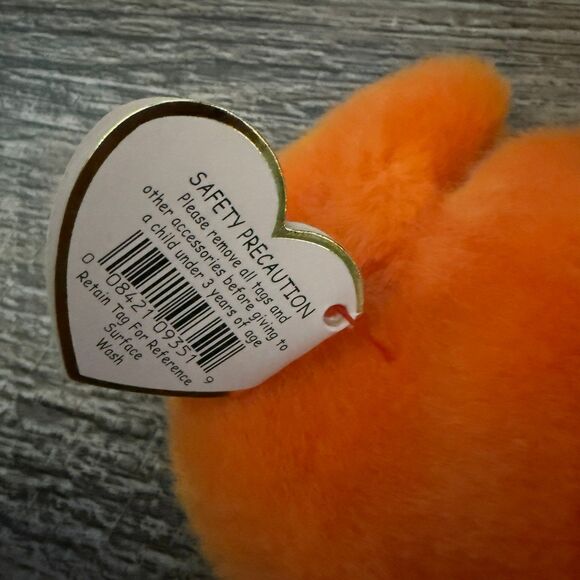 SAFETY PRECAUTION
Please remove all tags and
other accessories before giving to
a child under 3 years of age
0 08421 09351 9
Retain Tag For Reference
Surface
Wash